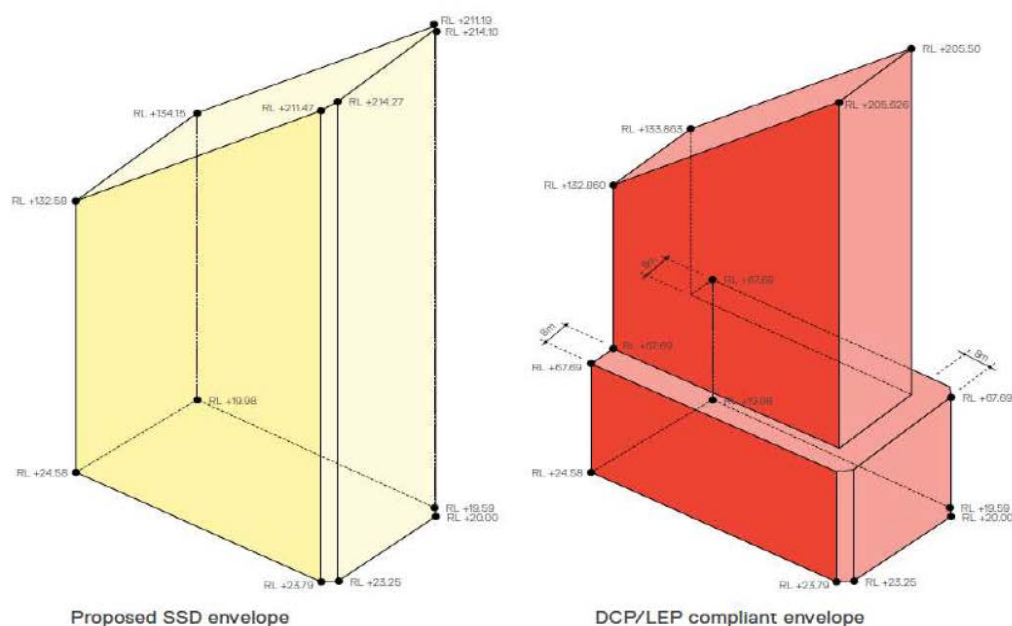 RL +211.19
RL +214.10
RL +134.15
RL +211.47
RL +214.27
RL +132.58
RL +19.98
RL +24.58
RL +19.59
RL +20.00
RL +23.79
RL +23.25
Proposed SSD envelope
RL +205.50
RL +205.626
RL +133.863
RL +132.860
RL +67.69
RL +67.69
RL +67.69
RL +67.69
RL +19.98
RL +24.58
RL +19.59
RL +20.00
RL +23.79
RL +23.25
DCP/LEP compliant envelope